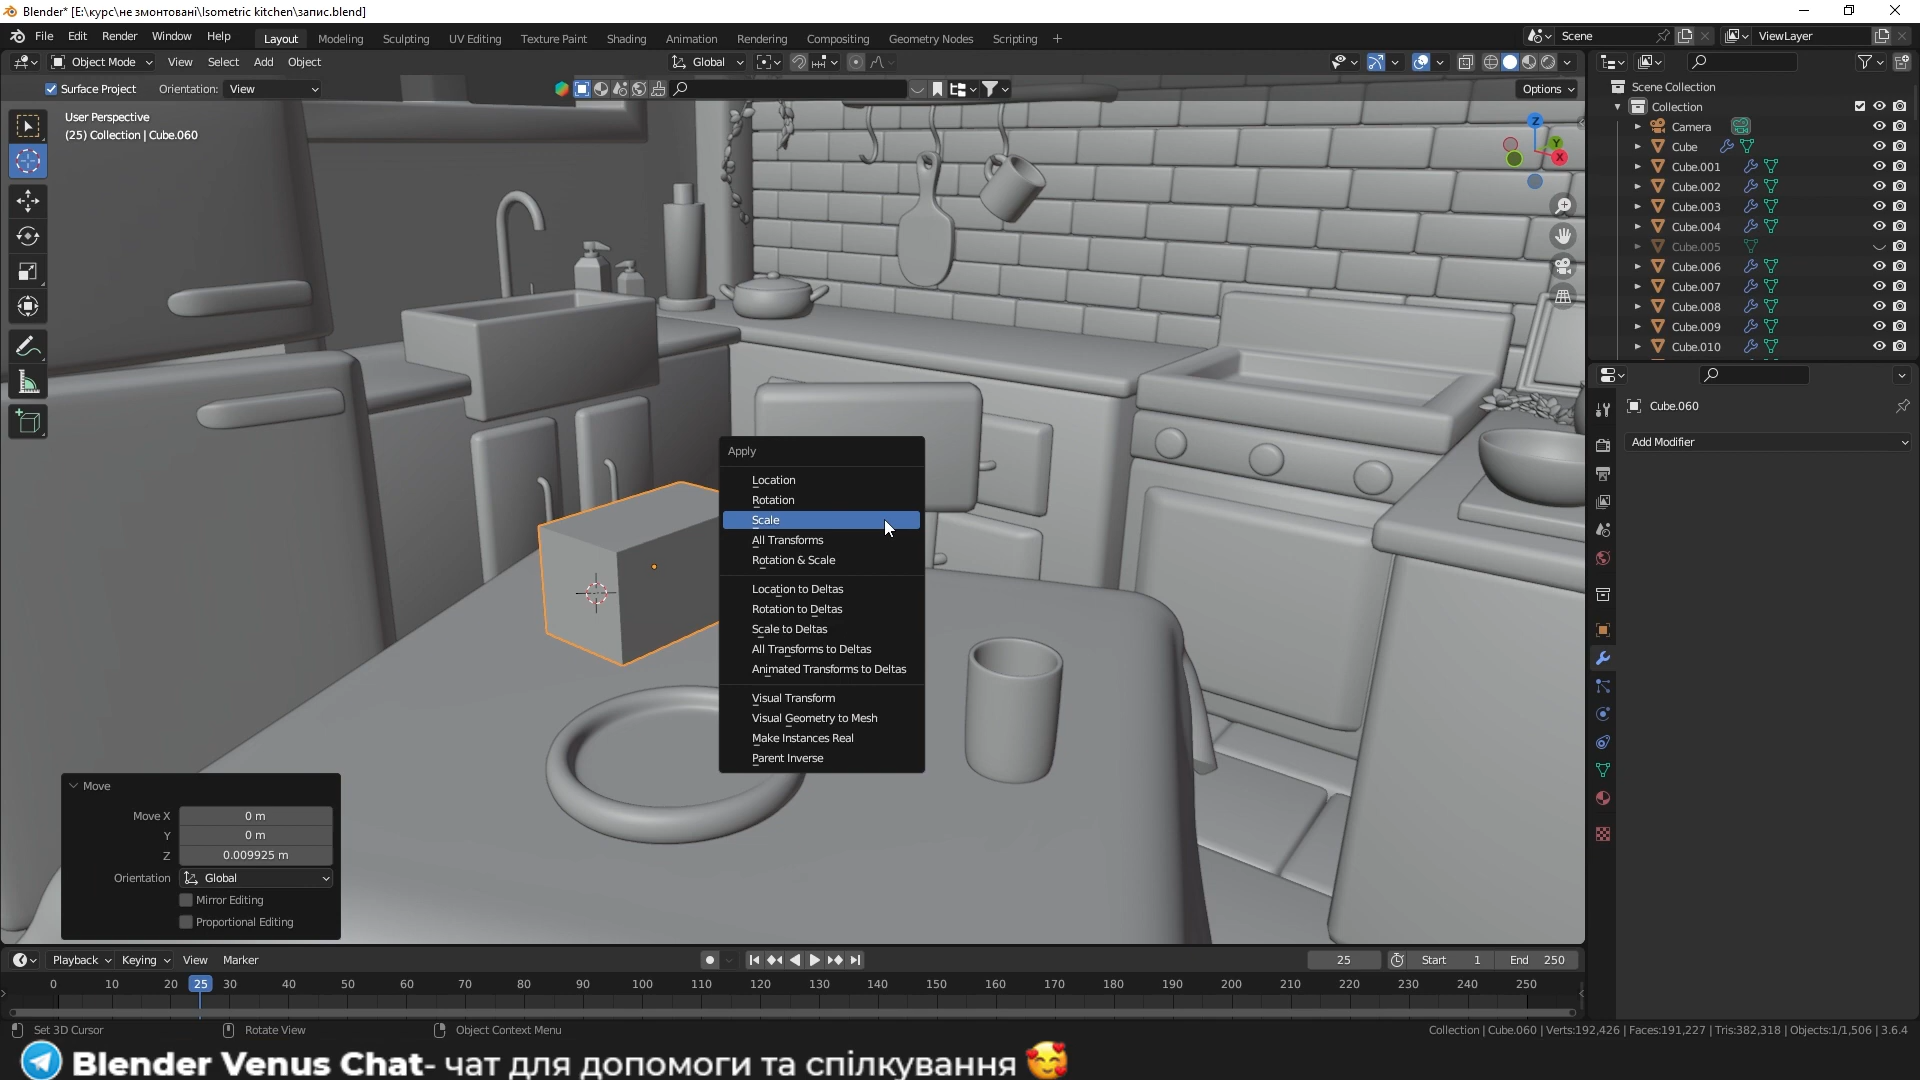 Blender* [E:\курс\не змонтовані\Isometric kitchen\запис.blend]
File Edit Render Window Help Layout Modeling Sculpting UV Editing Texture Paint Shading Animation Rendering Compositing Geometry Nodes Scripting + Scene ViewLayer
Object Mode View Select Add Object Global
Surface Project Orientation: View Options
User Perspective
(25) Collection | Cube.060
Z
Y
X
Scene Collection
Collection
Camera
Cube
Cube.001
Cube.002
Cube.003
Cube.004
Cube.005
Cube.006
Cube.007
Cube.008
Cube.009
Cube.010
Cube.060
Add Modifier
Apply
Location
Rotation
Scale
All Transforms
Rotation & Scale
Location to Deltas
Rotation to Deltas
Scale to Deltas
All Transforms to Deltas
Animated Transforms to Deltas
Visual Transform
Visual Geometry to Mesh
Make Instances Real
Parent Inverse
Move
Move X 0 m
Y 0 m
Z 0.009925 m
Orientation Global
Mirror Editing
Proportional Editing
Playback Keying View Marker 25 Start 1 End 250
0 10 20 25 30 40 50 60 70 80 90 100 110 120 130 140 150 160 170 180 190 200 210 220 230 240 250
Set 3D Cursor Rotate View Object Context Menu Collection | Cube.060 | Verts:192,426 | Faces:191,227 | Tris:382,318 | Objects:1/1,506 | 3.6.4
Blender Venus Chat- чат для допомоги та спілкування 🥰